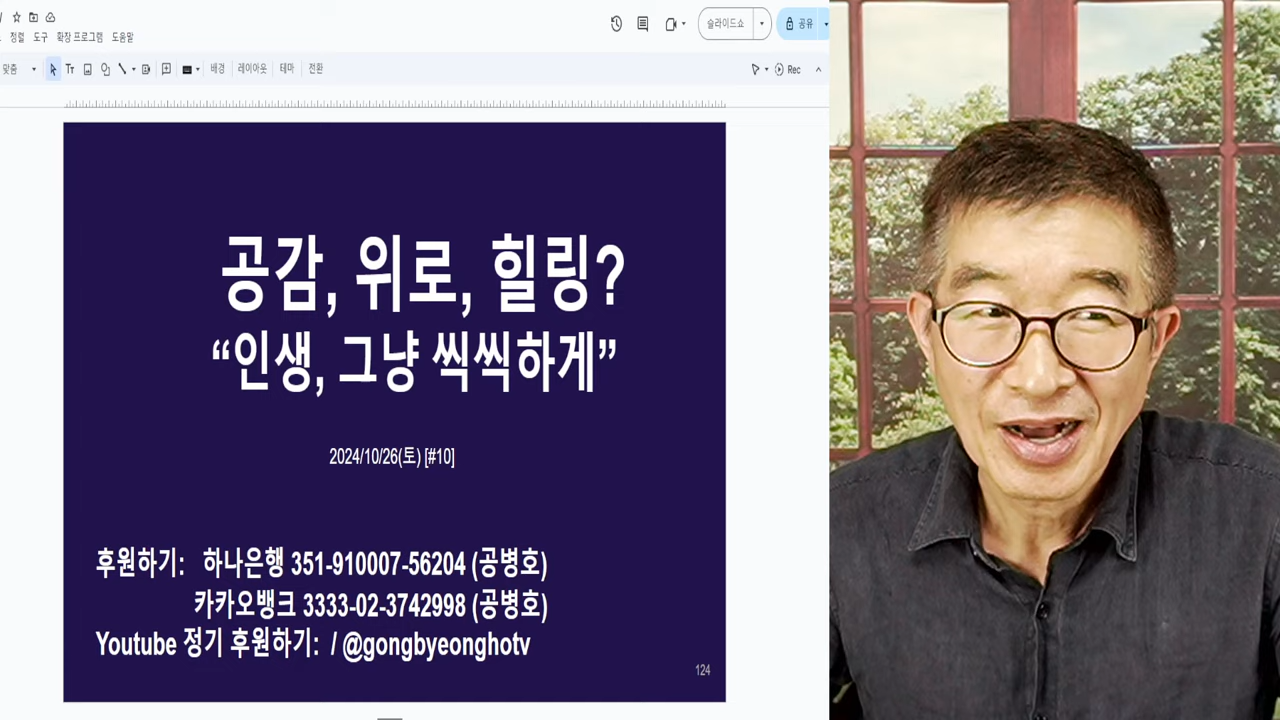 정렬 도구 확장 프로그램 도움말
슬라이드쇼
공유
맞춤
배경 레이아웃 테마 전환
Rec
공감, 위로, 힐링?
“인생, 그냥 씩씩하게”
2024/10/26(토) [#10]
후원하기: 하나은행 351-910007-56204 (공병호)
카카오뱅크 3333-02-3742998 (공병호)
Youtube 정기 후원하기: / @gongbyeonghotv
124